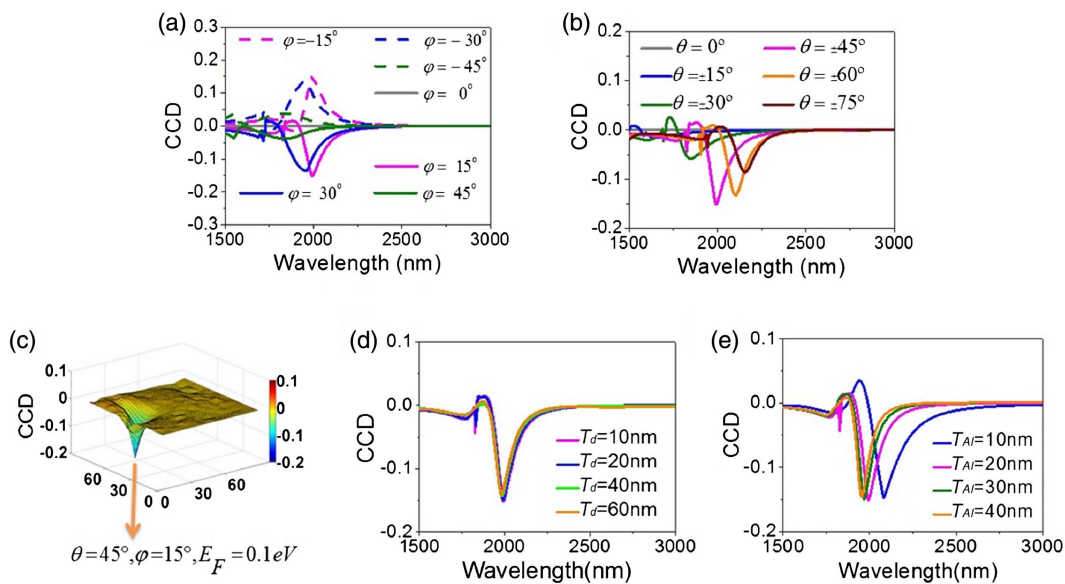 (a)
0.3
0.2
0.1
0.0
-0.1
-0.2
-0.3
CCD
φ=−15°
φ= − 30°
φ= − 45°
φ= 0°
φ= 15°
φ= 30°
φ= 45°
1500 2000 2500 3000
Wavelength (nm)
(b)
0.2
0.1
0.0
-0.1
-0.2
CCD
θ = 0° θ = ±45°
θ =±15° θ = ±60°
θ =±30° θ = ±75°
1500 2000 2500 3000
Wavelength (nm)
(c)
CCD
0.1
0
-0.1
-0.2
60 30 0
0 30 60
0.1
0
-0.1
-0.2
θ=45°,φ=15°,E_F=0.1eV
(d)
0.1
0.0
-0.1
-0.2
CCD
T_d=10nm
T_d=20nm
T_d=40nm
T_d=60nm
1500 2000 2500 3000
Wavelength(nm)
(e)
0.1
0.0
-0.1
-0.2
CCD
T_Al=10nm
T_Al=20nm
T_Al=30nm
T_Al=40nm
1500 2000 2500 3000
Wavelength(nm)